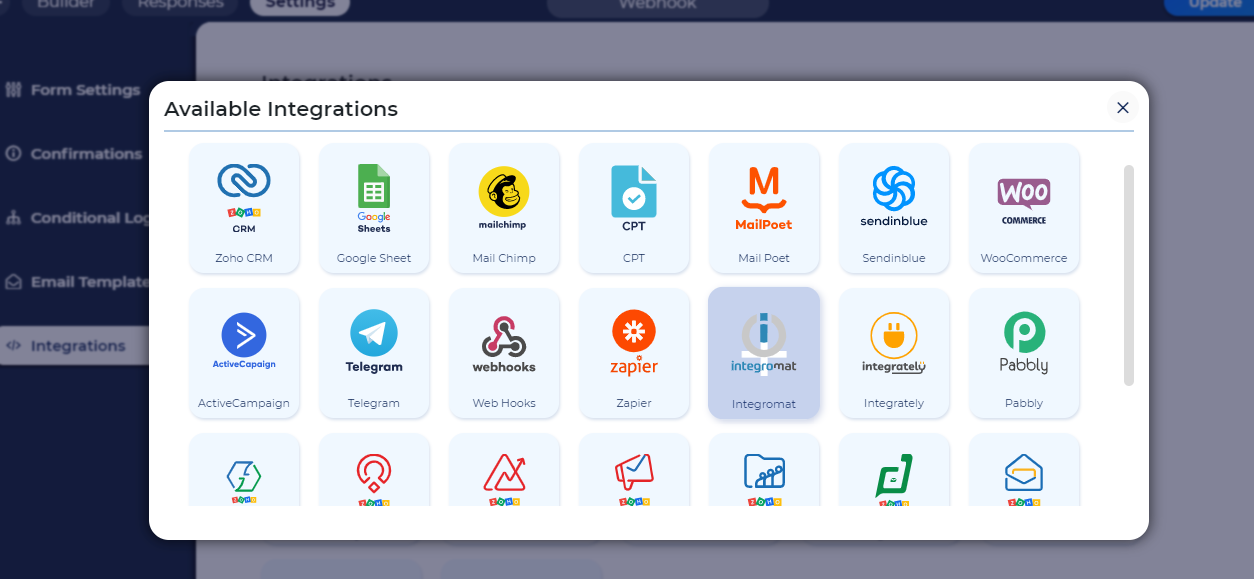 Builder
Responses
Settings
Webhook
Update
Integrations
Form Settings
Confirmations
Conditional Log
Email Template
</> Integrations
Available Integrations
ZOHO
CRM
Zoho CRM
Google
Sheets
Google Sheet
mailchimp
Mail Chimp
CPT
CPT
MailPoet
Mail Poet
sendinblue
Sendinblue
Woo
COMMERCE
WooCommerce
ActiveCapaign
ActiveCampaign
Telegram
Telegram
webhooks
Web Hooks
zapier
Zapier
integromat
Integromat
integrately
Integrately
Pabbly
Pabbly
ZOHO
ZOHO
ZOHO
ZOHO
ZOHO
ZOHO
ZOHO